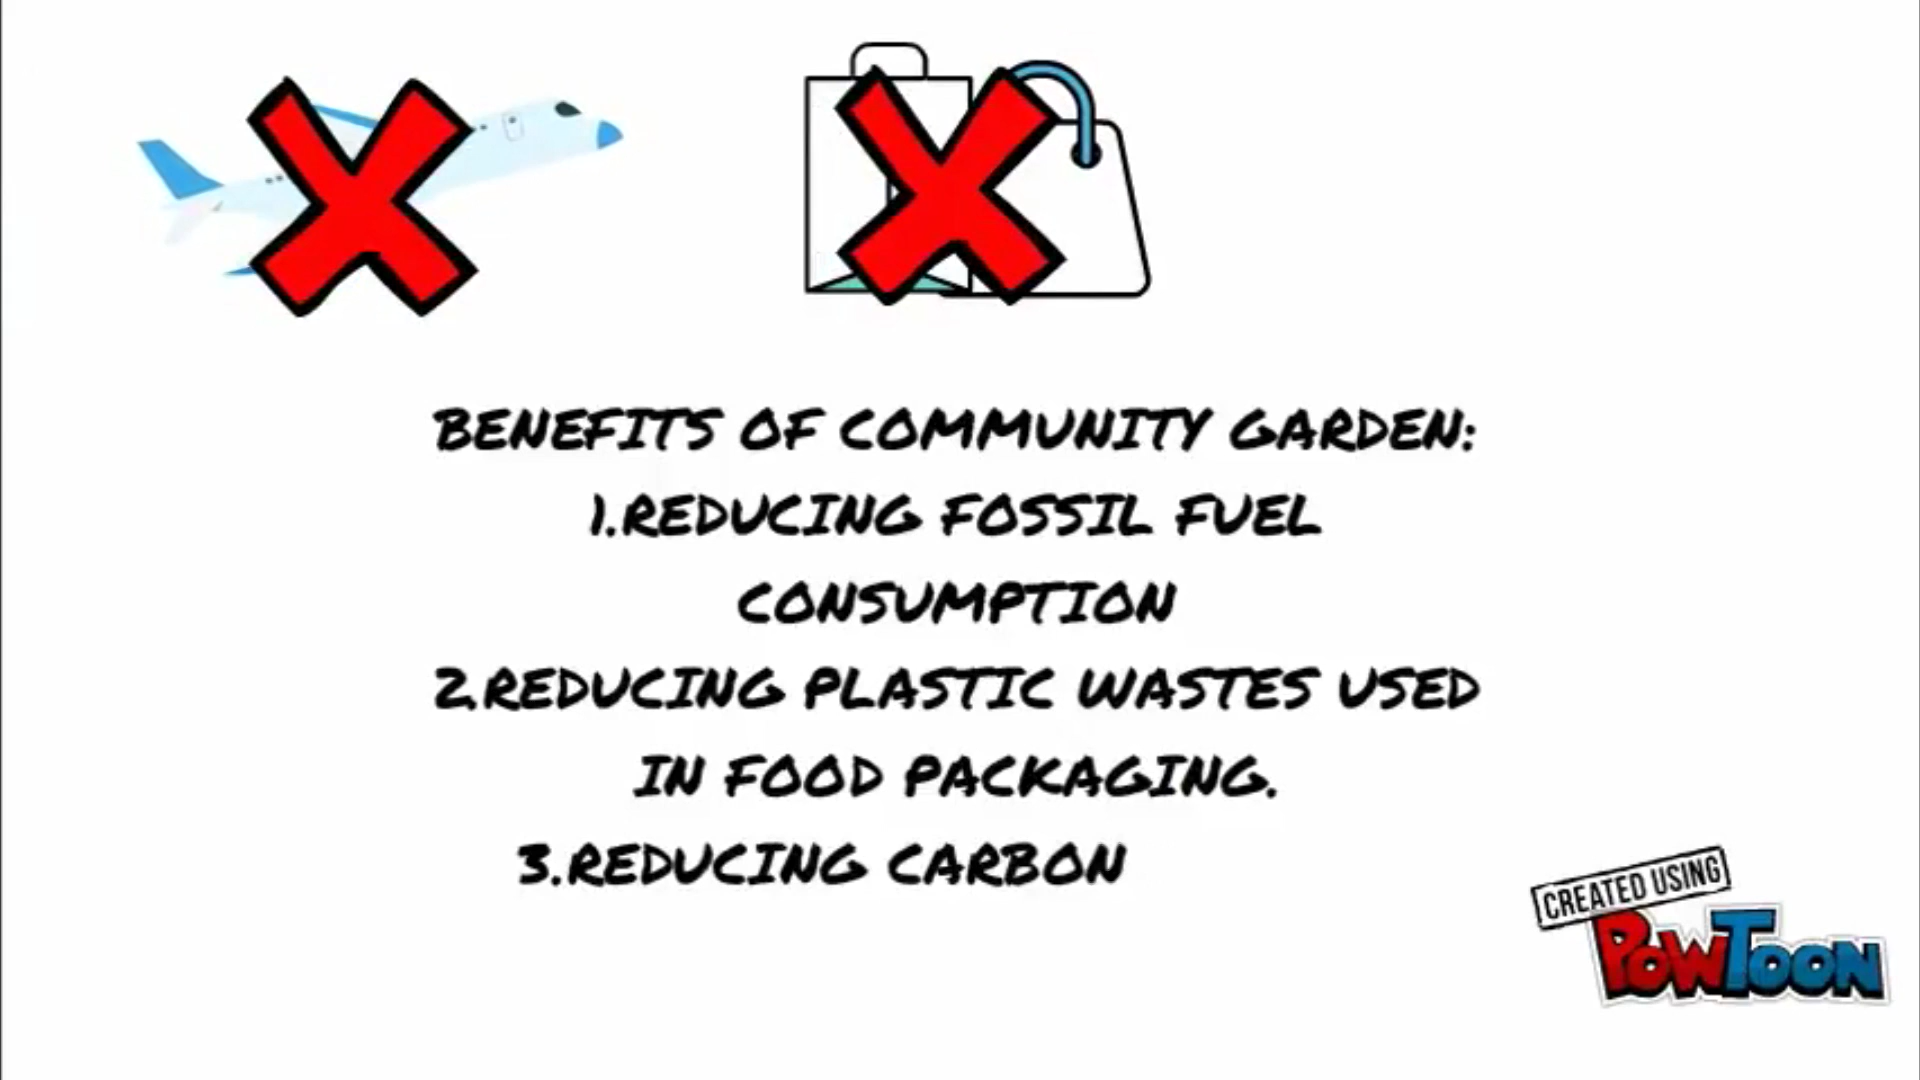 BENEFITS OF COMMUNITY GARDEN:
1.REDUCING FOSSIL FUEL
CONSUMPTION
2.REDUCING PLASTIC WASTES USED
IN FOOD PACKAGING.
3.REDUCING CARBON
CREATED USING
POWTOON